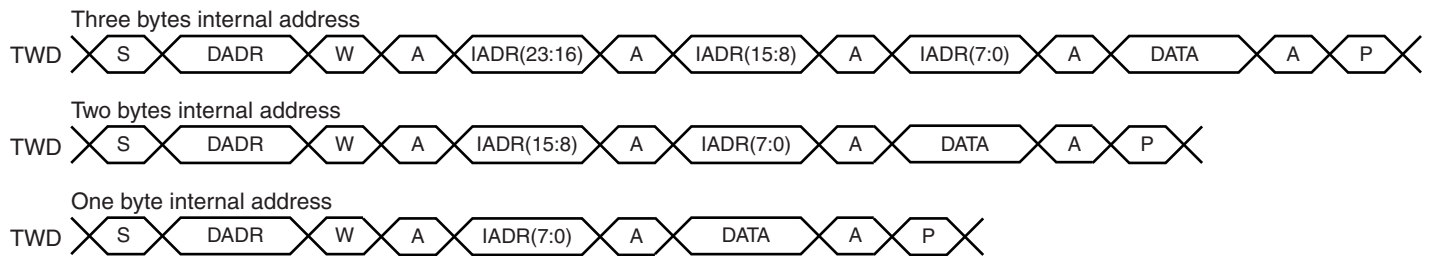 Three bytes internal address
TWD S DADR W A IADR(23:16) A IADR(15:8) A IADR(7:0) A DATA A P
Two bytes internal address
TWD S DADR W A IADR(15:8) A IADR(7:0) A DATA A P
One byte internal address
TWD S DADR W A IADR(7:0) A DATA A P